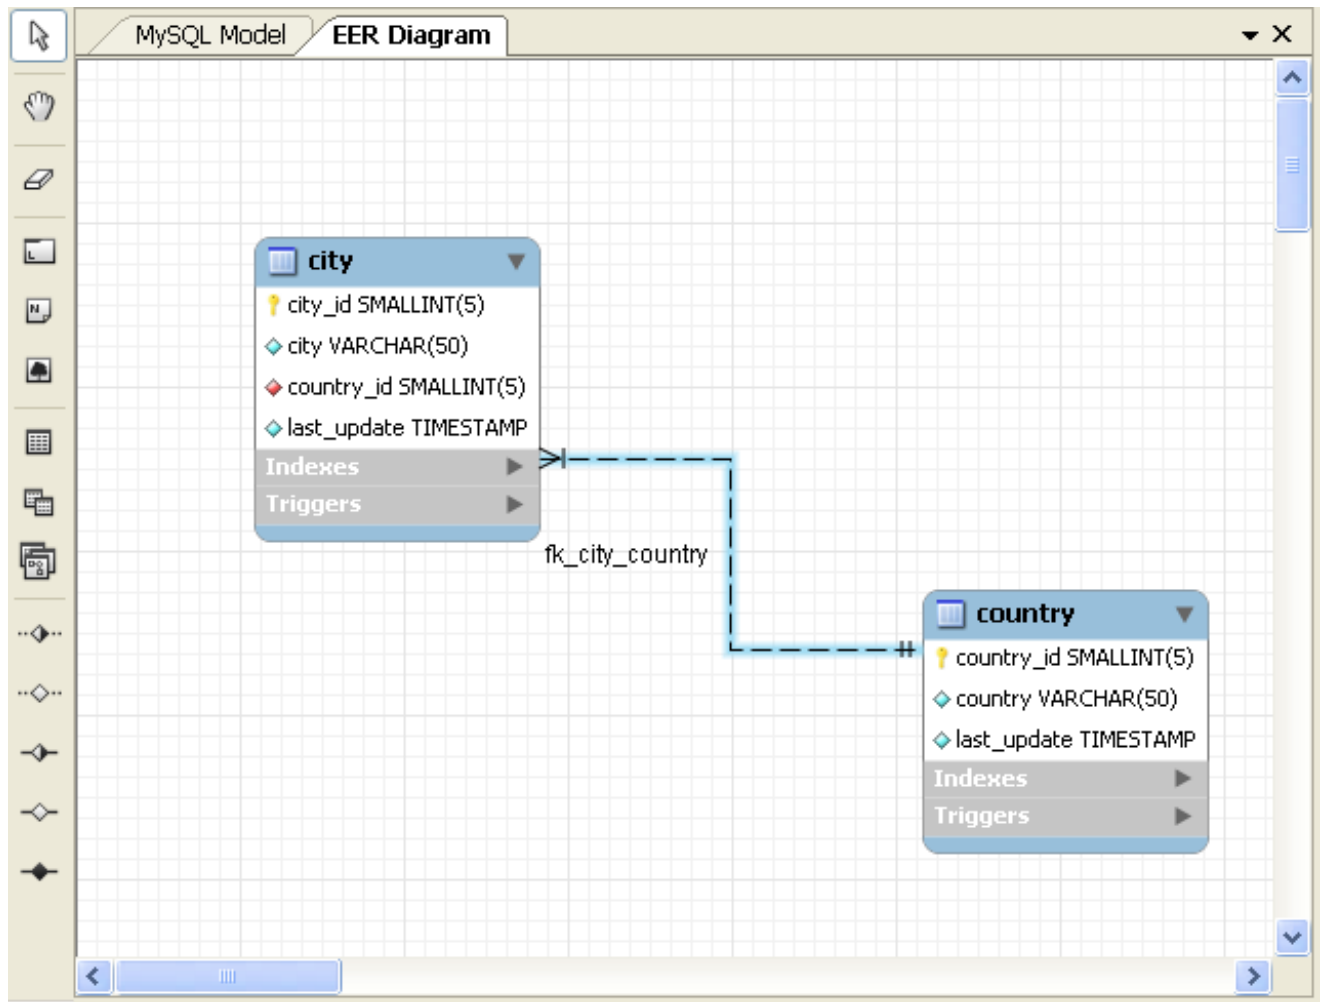 MySQL Model EER Diagram
city
city_id SMALLINT(5)
city VARCHAR(50)
country_id SMALLINT(5)
last_update TIMESTAMP
Indexes
Triggers
fk_city_country
country
country_id SMALLINT(5)
country VARCHAR(50)
last_update TIMESTAMP
Indexes
Triggers